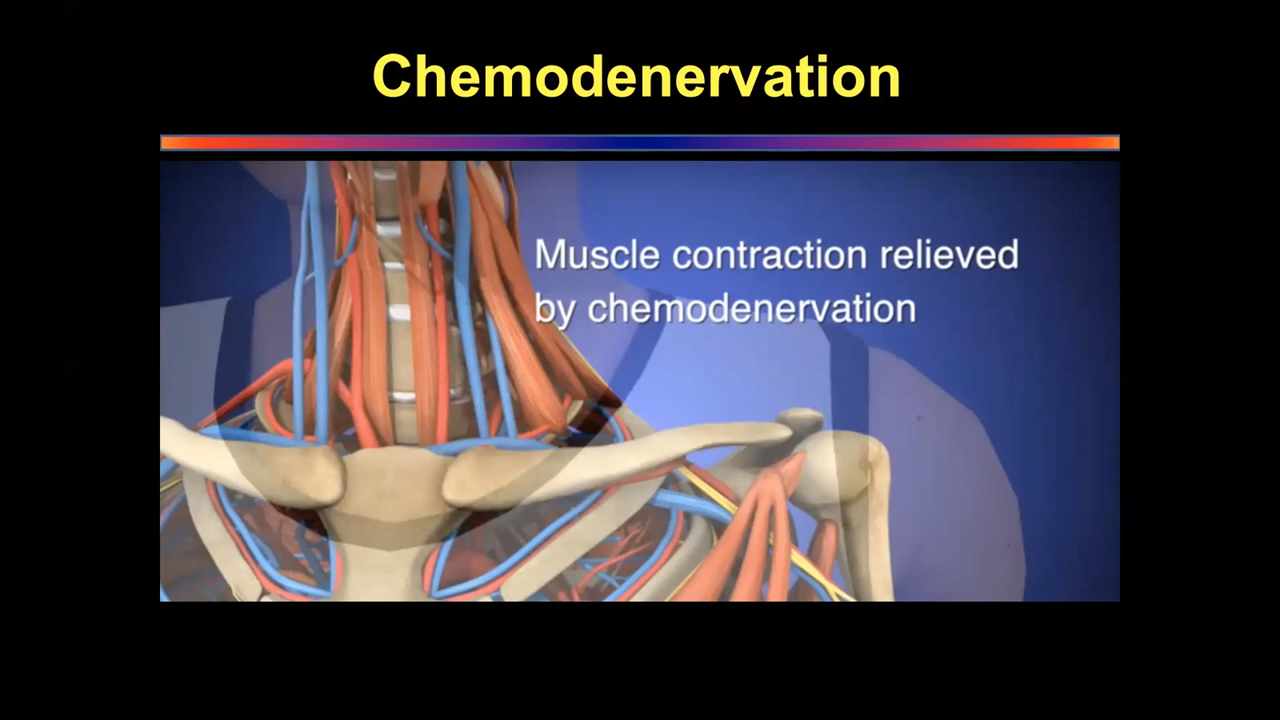 Chemodenervation
Muscle contraction relieved
by chemodenervation